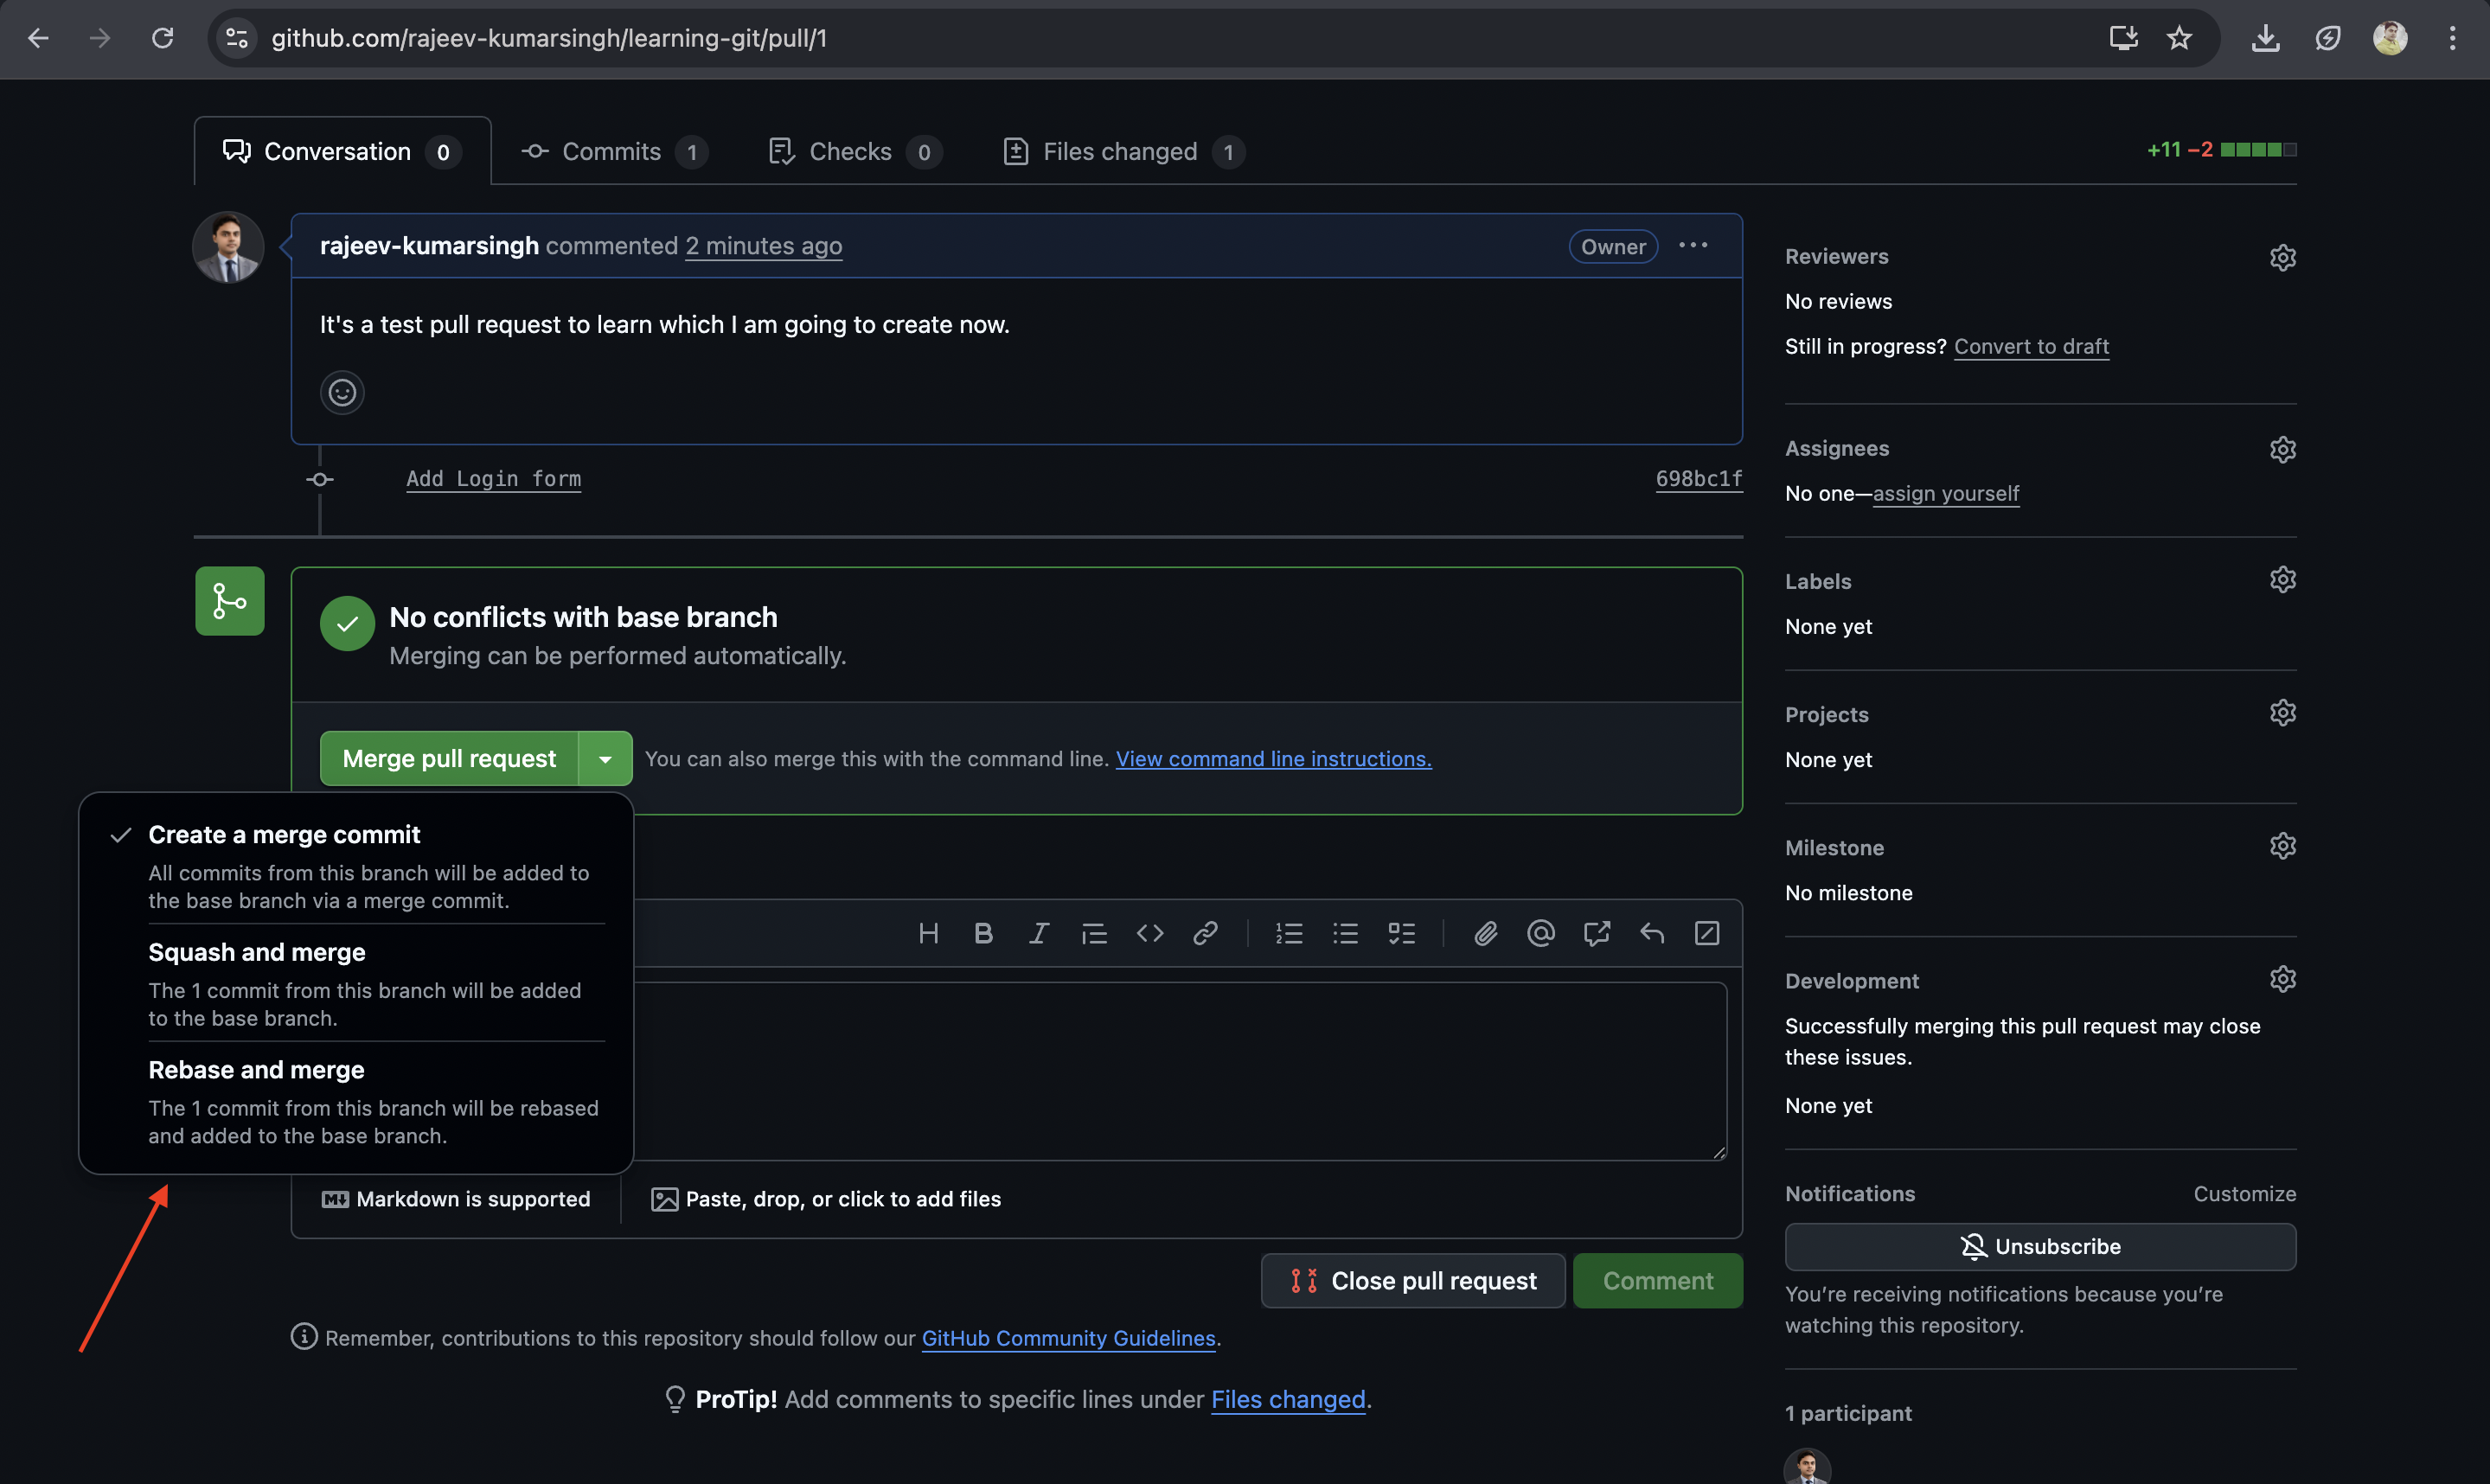 github.com/rajeev-kumarsingh/learning-git/pull/1
Conversation 0
Commits 1
Checks 0
Files changed 1
+11 −2
rajeev-kumarsingh commented 2 minutes ago
Owner
It's a test pull request to learn which I am going to create now.
Add Login form
698bc1f
No conflicts with base branch
Merging can be performed automatically.
Merge pull request
You can also merge this with the command line. View command line instructions.
Create a merge commit
All commits from this branch will be added to
the base branch via a merge commit.
Squash and merge
The 1 commit from this branch will be added
to the base branch.
Rebase and merge
The 1 commit from this branch will be rebased
and added to the base branch.
Markdown is supported
Paste, drop, or click to add files
Close pull request
Comment
Remember, contributions to this repository should follow our GitHub Community Guidelines.
ProTip! Add comments to specific lines under Files changed.
Reviewers
No reviews
Still in progress? Convert to draft
Assignees
No one—assign yourself
Labels
None yet
Projects
None yet
Milestone
No milestone
Development
Successfully merging this pull request may close
these issues.
None yet
Notifications
Customize
Unsubscribe
You’re receiving notifications because you’re
watching this repository.
1 participant